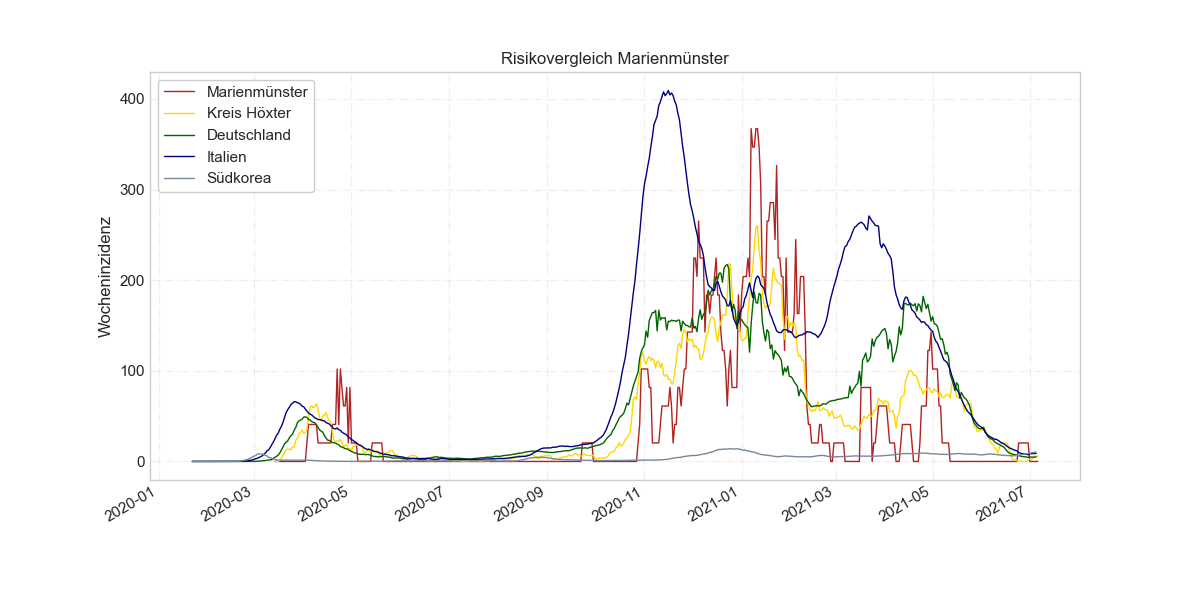 Risikovergleich Marienmünster
Marienmünster
Kreis Höxter
Deutschland
Italien
Südkorea
Wocheninzidenz
400
300
200
100
0
2020-01
2020-03
2020-05
2020-07
2020-09
2020-11
2021-01
2021-03
2021-05
2021-07